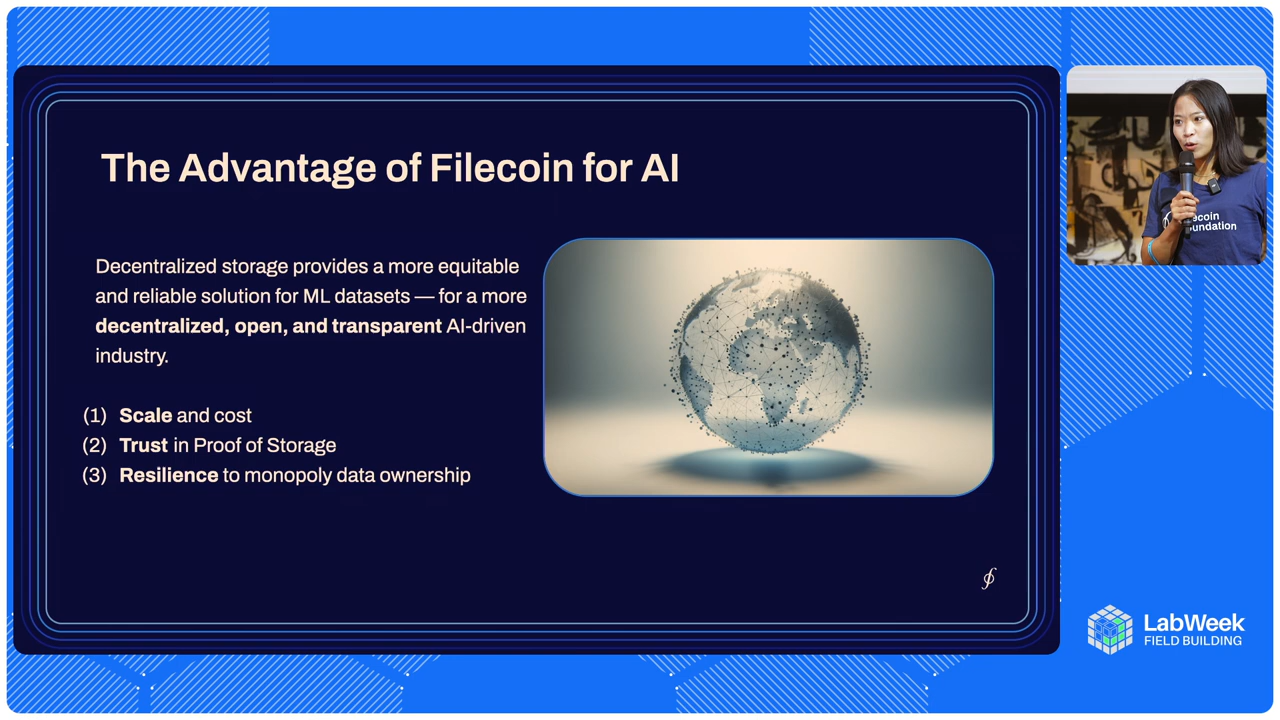 The Advantage of Filecoin for AI
Decentralized storage provides a more equitable
and reliable solution for ML datasets — for a more
decentralized, open, and transparent AI-driven
industry.
(1) Scale and cost
(2) Trust in Proof of Storage
(3) Resilience to monopoly data ownership
ecoin
undation
LabWeek
FIELD BUILDING